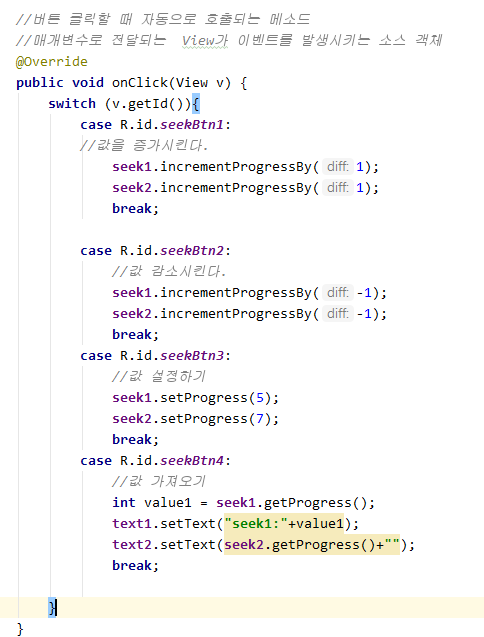 //버튼 클릭할 때 자동으로 호출되는 메소드
//매개변수로 전달되는 View가 이벤트를 발생시키는 소스 객체
@Override
public void onClick(View v) {
    switch (v.getId()){
        case R.id.seekBtn1:
        //값을 증가시킨다.
            seek1.incrementProgressBy( diff: 1);
            seek2.incrementProgressBy( diff: 1);
            break;

        case R.id.seekBtn2:
            //값 감소시킨다.
            seek1.incrementProgressBy( diff: -1);
            seek2.incrementProgressBy( diff: -1);
            break;
        case R.id.seekBtn3:
            //값 설정하기
            seek1.setProgress(5);
            seek2.setProgress(7);
            break;
        case R.id.seekBtn4:
            //값 가져오기
            int value1 = seek1.getProgress();
            text1.setText("seek1:"+value1);
            text2.setText(seek2.getProgress()+"");
            break;

    }
}